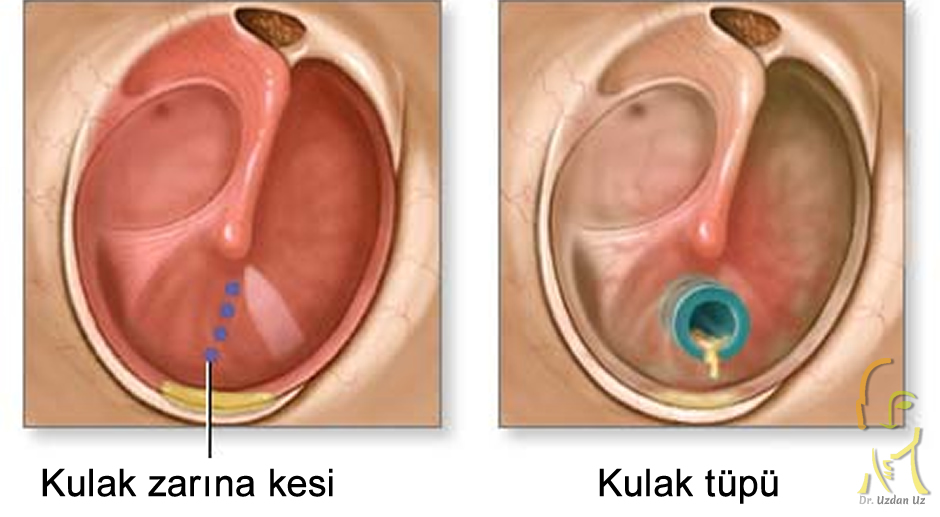 Kulak zarına kesi
Kulak tüpü
Dr. Uzdan Uz